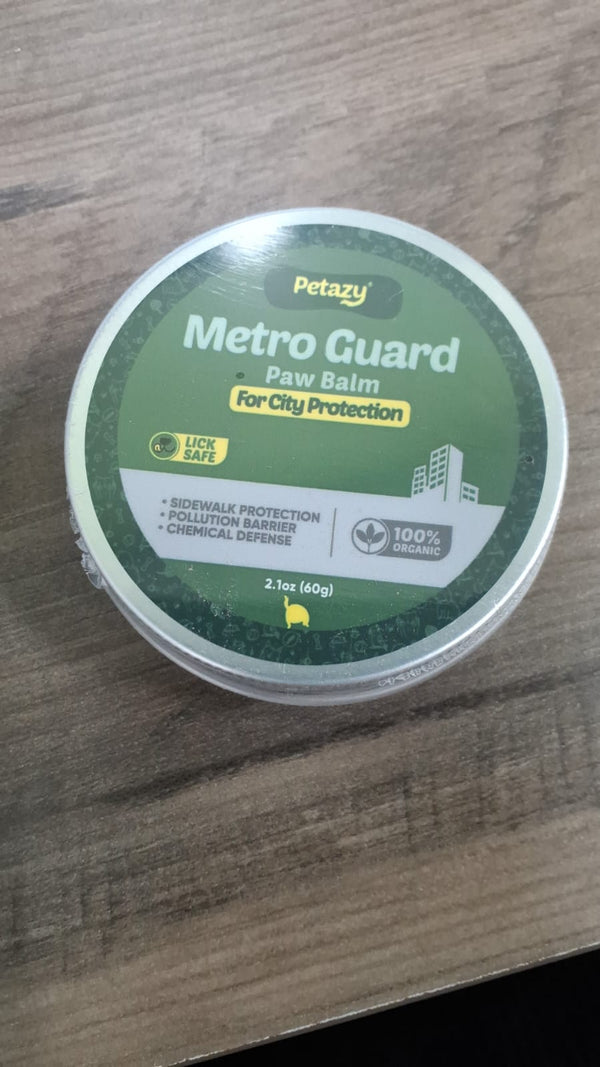 Petazy
Metro Guard
Paw Balm
For City Protection
LICK
SAFE
• SIDEWALK PROTECTION
• POLLUTION BARRIER
• CHEMICAL DEFENSE
100%
ORGANIC
2.1oz (60g)